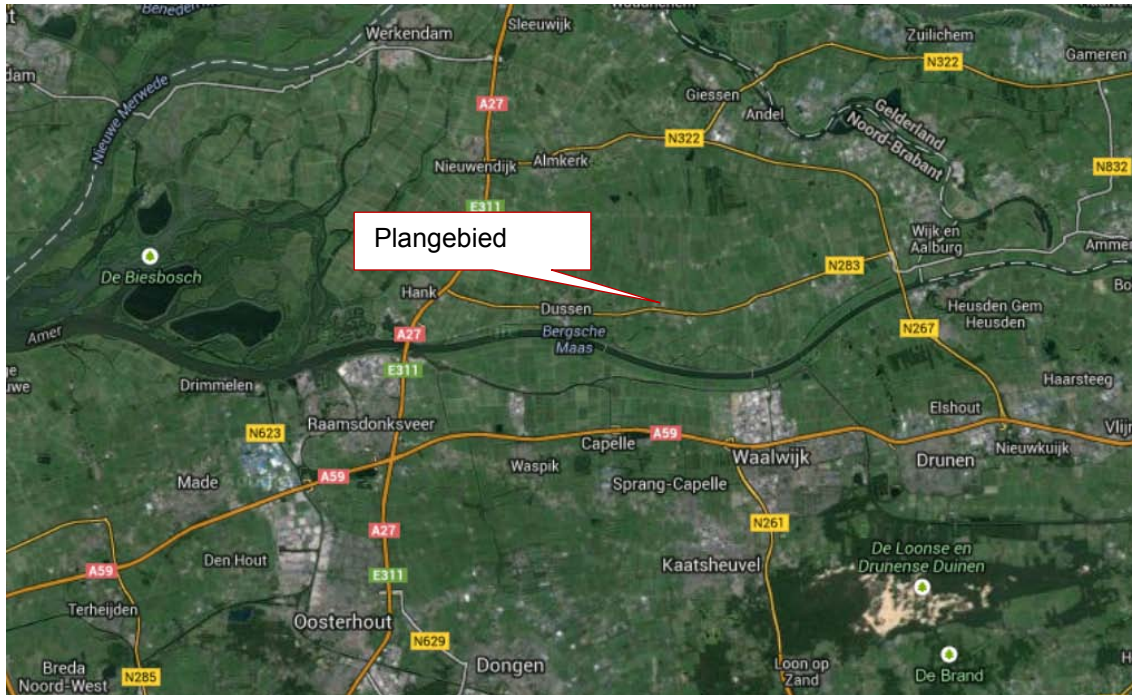 Sleeuwijk
Werkendam
Zuilichem
Gameren
N322
dam
Nieuwe Merwede
A27
Giessen
Andel
Gelderland
Noord-Brabant
N322
Nieuwendijk
Almkerk
N832
E311
Plangebied
Wijk en
Aalburg
De Biesbosch
N283
Hank
Dussen
Heusden Gem
Heusden
Amer
A27
Bergsche
Maas
N267
E311
Drimmelen
Haarsteeg
Elshout
Raamsdonksveer
N623
A59
Capelle
Waalwijk
Nieuwkuijk
Drunen
Waspik
A59
Made
Sprang-Capelle
N261
A27
De Loonse en
Drunense Duinen
Den Hout
Kaatsheuvel
A59
E311
Terheijden
Oosterhout
N629
Dongen
Loon op
Zand
De Brand
Breda
Noord-West
N285